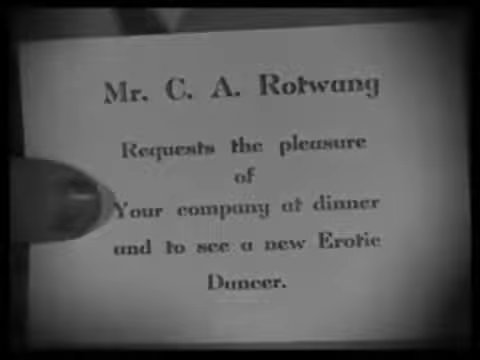 Mr. C. A. Rotwang
Requests the pleasure
of
Your company at dinner
and to see a new Erotic
Dancer.